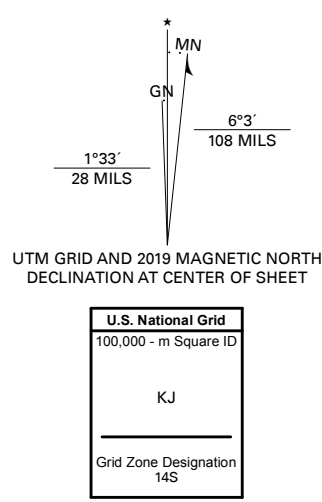 ★
MN
GN
6°3´
108 MILS
1°33´
28 MILS
UTM GRID AND 2019 MAGNETIC NORTH
DECLINATION AT CENTER OF SHEET
U.S. National Grid
100,000 - m Square ID
KJ
Grid Zone Designation
14S